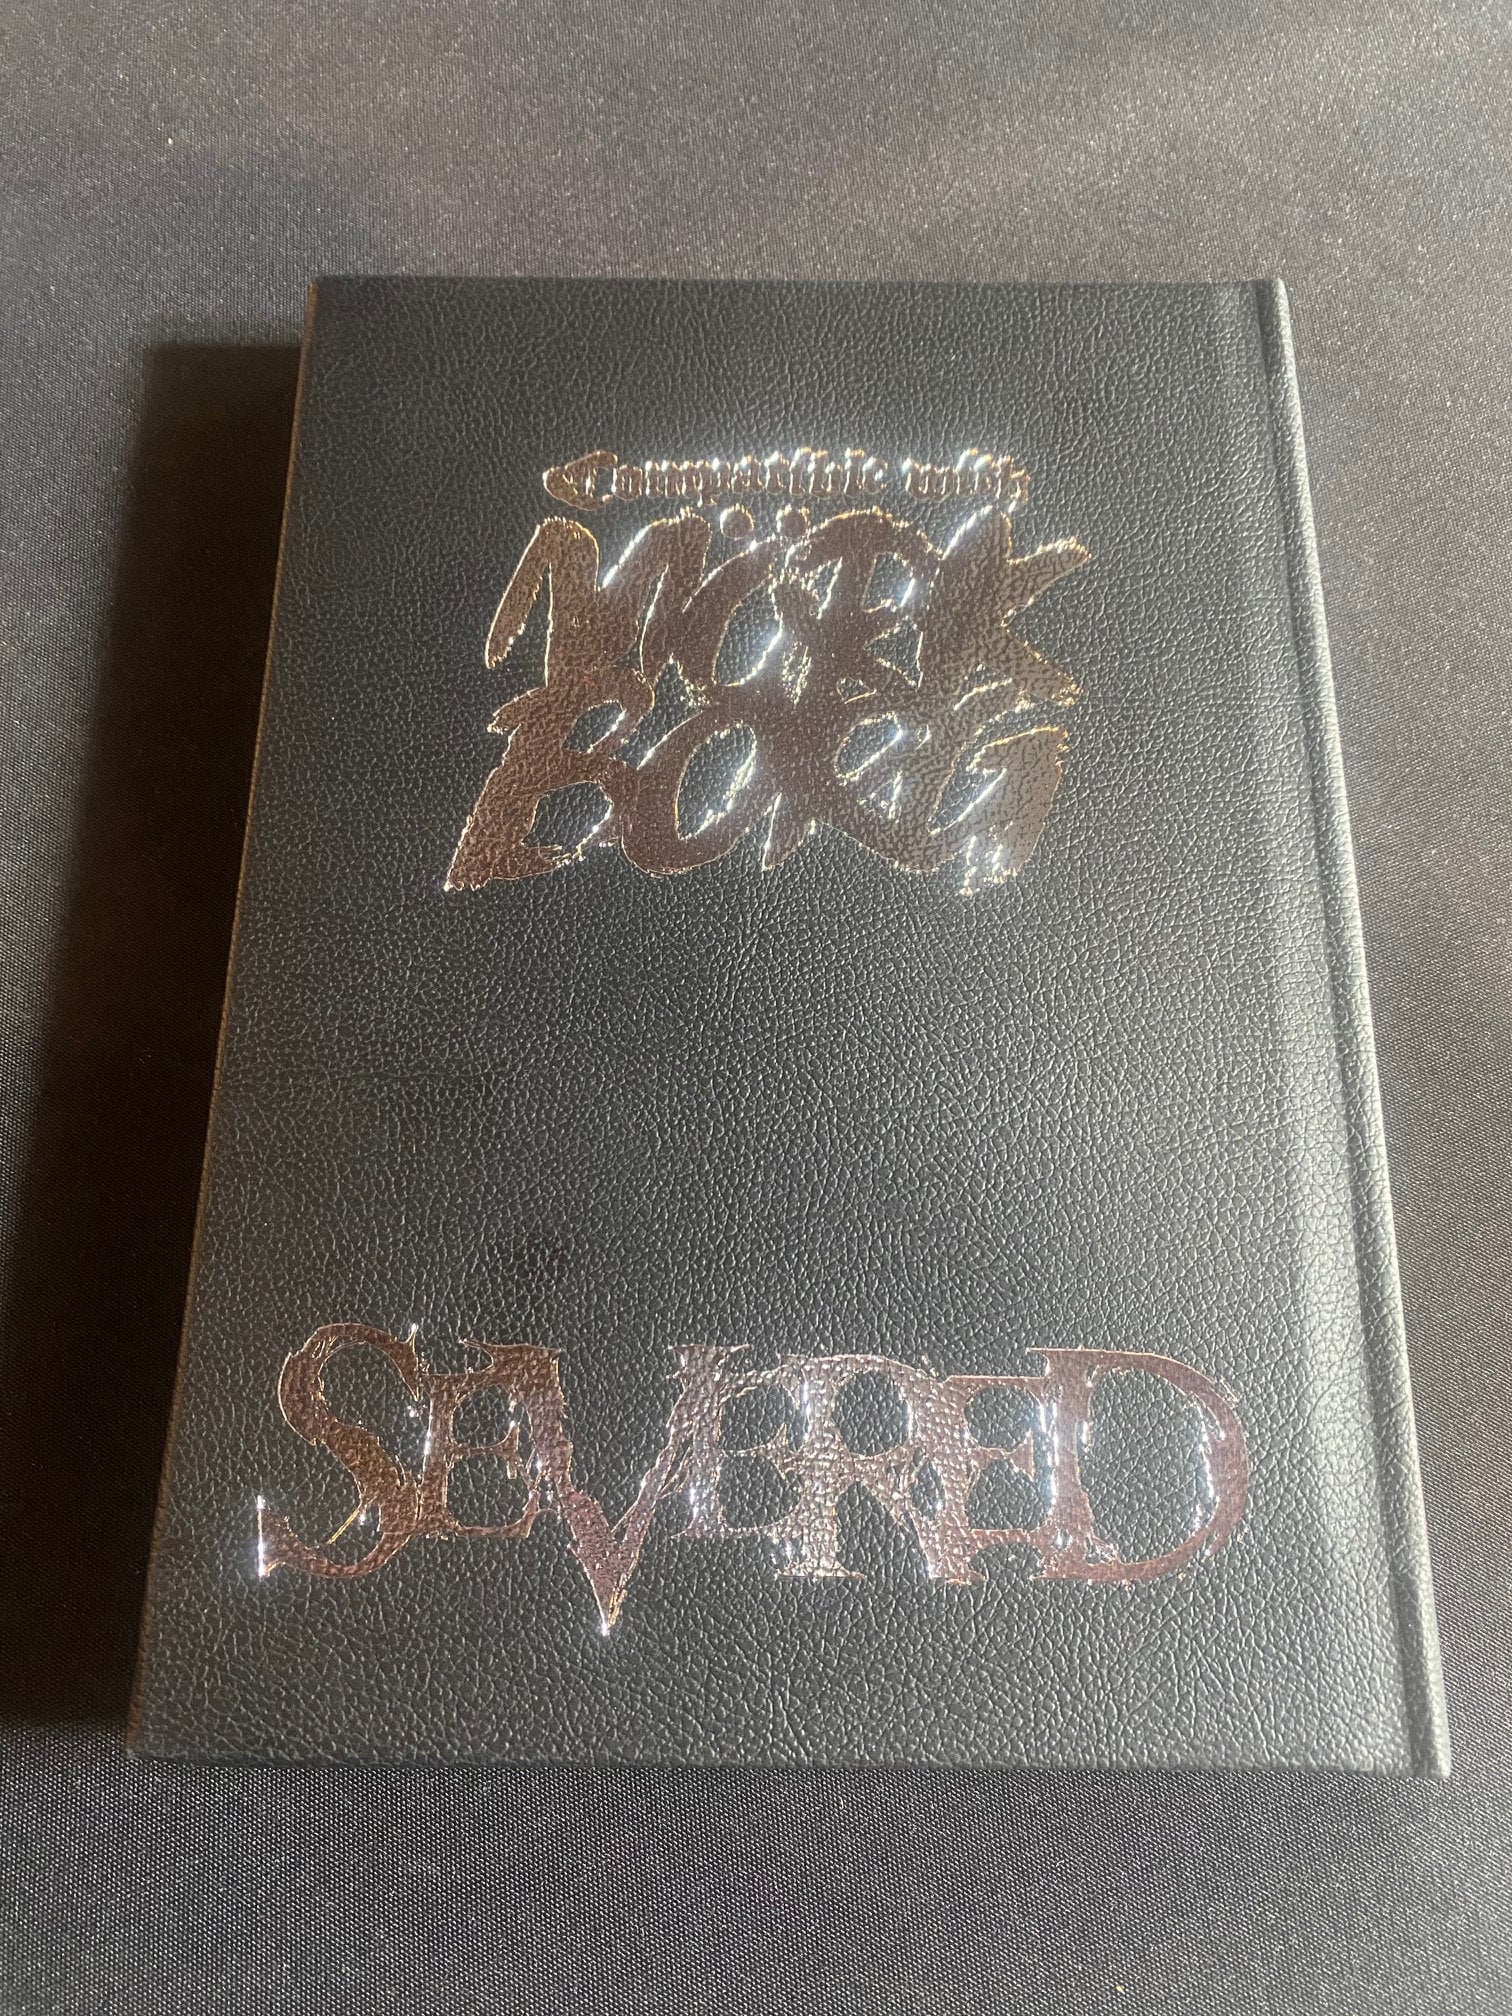 Compatible with
MÖRK
BORG
SEVERED